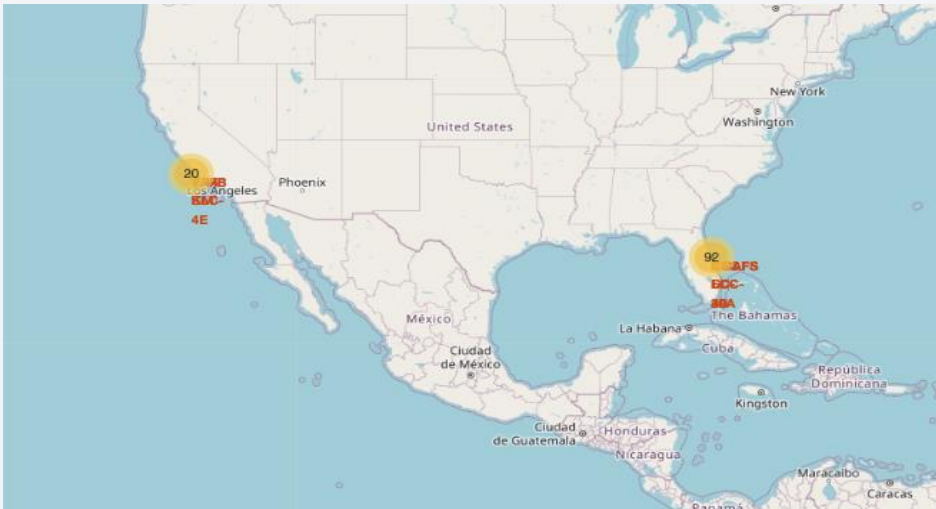 New York
Washington
United States
20
Los Angeles
Phoenix
4E
92
The Bahamas
México
La Habana
Cuba
Ciudad
de México
República
Dominicana
Kingston
Ciudad
de Guatemala
Honduras
Nicaragua
Maracaibo
Caracas
Panamá